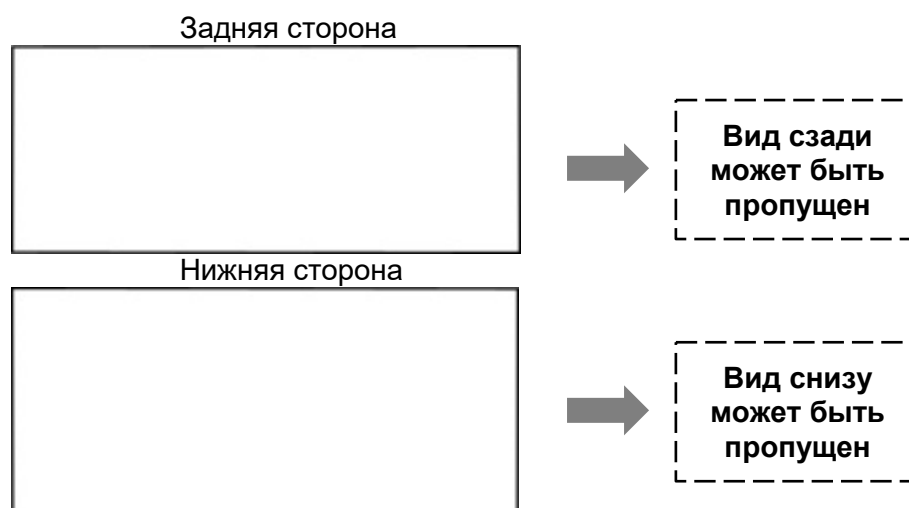 Задняя сторона
Вид сзади
может быть
пропущен
Нижняя сторона
Вид снизу
может быть
пропущен